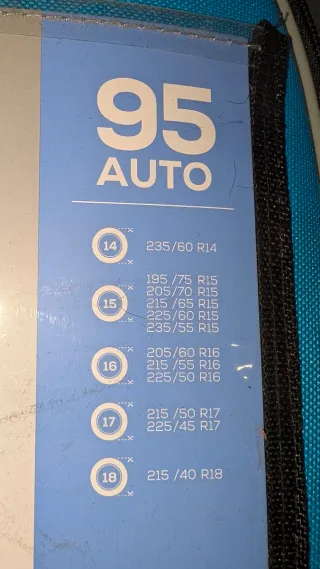 95
AUTO
14
235/60 R14
15
195 /75 R15
205/70 R15
215 /65 R15
225/60 R15
235/55 R15
16
205/60 R16
215 /55 R16
225/50 R16
17
215 /50 R17
225/45 R17
18
215 /40 R18